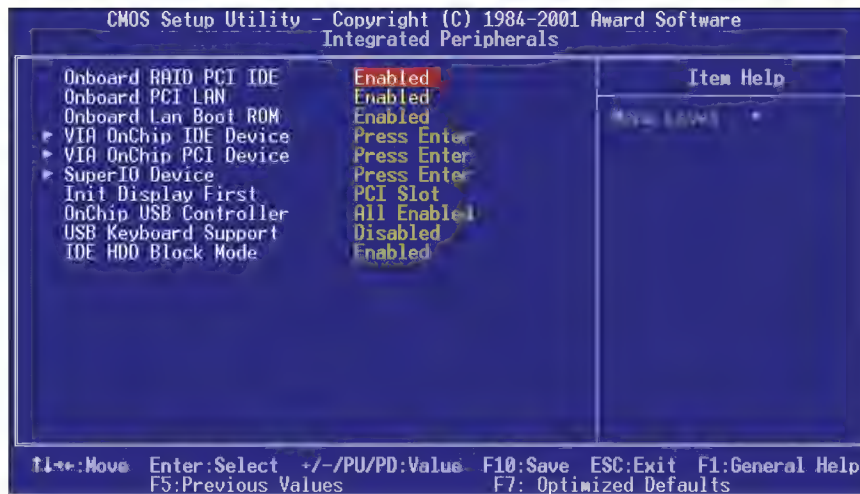 CMOS Setup Utility – Copyright (C) 1984-2001 Award Software
Integrated Peripherals
Onboard RAID PCI IDE Enabled
Onboard PCI LAN Enabled
Onboard Lan Boot ROM Enabled
► VIA OnChip IDE Device Press Enter
► VIA OnChip PCI Device Press Enter
► SuperIO Device Press Enter
Init Display First PCI Slot
OnChip USB Controller All Enabled
USB Keyboard Support Disabled
IDE HDD Block Mode Enabled
Item Help
Menu Level ►
↑↓→←:Move Enter:Select +/-/PU/PD:Value F10:Save ESC:Exit F1:General Help
F5:Previous Values F7: Optimized Defaults